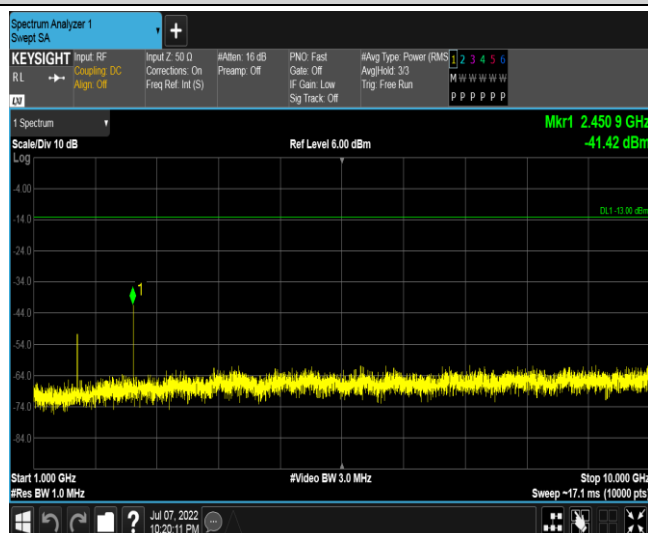 Spectrum Analyzer 1
Swept SA
+
KEYSIGHT
RL
LXI
Input: RF
Coupling: DC
Align: Off
Input Z: 50 Ω
Corrections: On
Freq Ref: Int (S)
#Atten: 16 dB
Preamp: Off
PNO: Fast
Gate: Off
IF Gain: Low
Sig Track: Off
#Avg Type: Power (RMS
Avg|Hold: 3/3
Trig: Free Run
1 2 3 4 5 6
M W W W W W
P P P P P P
1 Spectrum
Scale/Div 10 dB
Ref Level 6.00 dBm
Mkr1 2.450 9 GHz
-41.42 dBm
Log
-4.00
-14.0
-24.0
-34.0
-44.0
-54.0
-64.0
-74.0
-84.0
DL1 -13.00 dBm
1
Start 1.000 GHz
#Res BW 1.0 MHz
#Video BW 3.0 MHz
Stop 10.000 GHz
Sweep ~17.1 ms (10000 pts)
?
Jul 07, 2022
10:20:11 PM